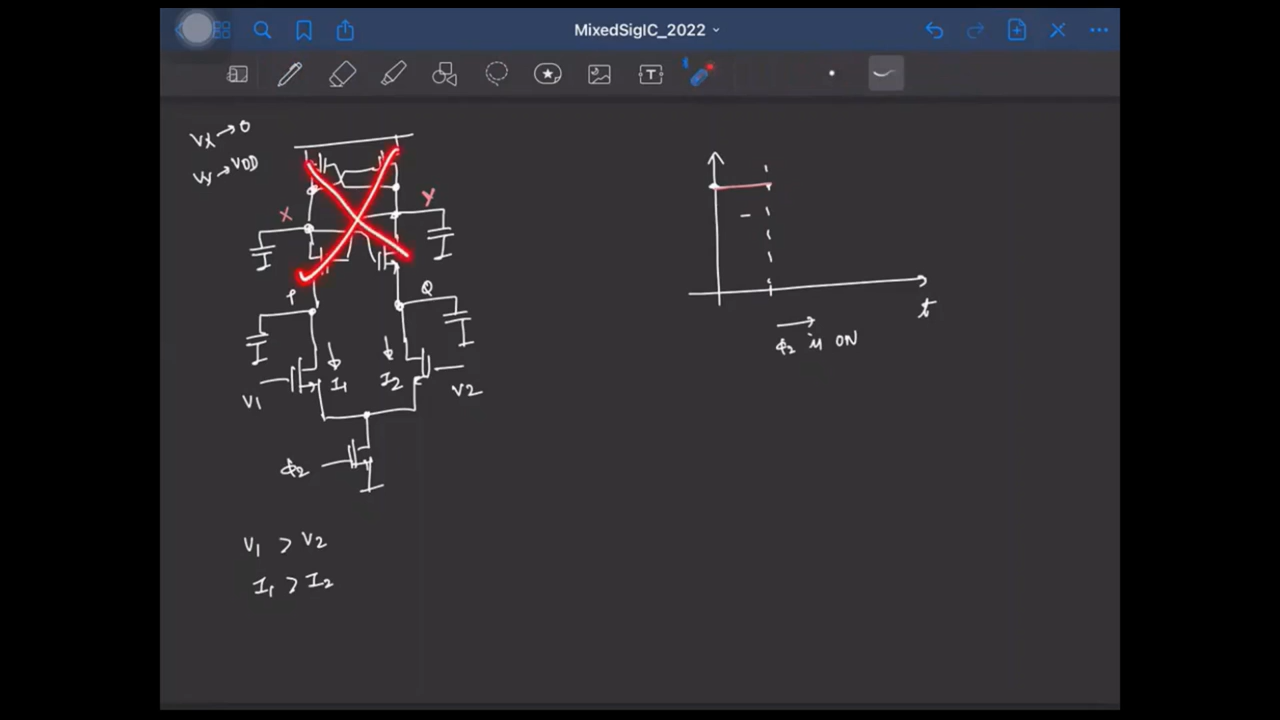 MixedSigIC_2022
Vx → 0
Vy → VDD
X
Y
P
Q
I1
I2
V1
V2
ϕ2
V1 > V2
I1 > I2
t
ϕ2 is ON